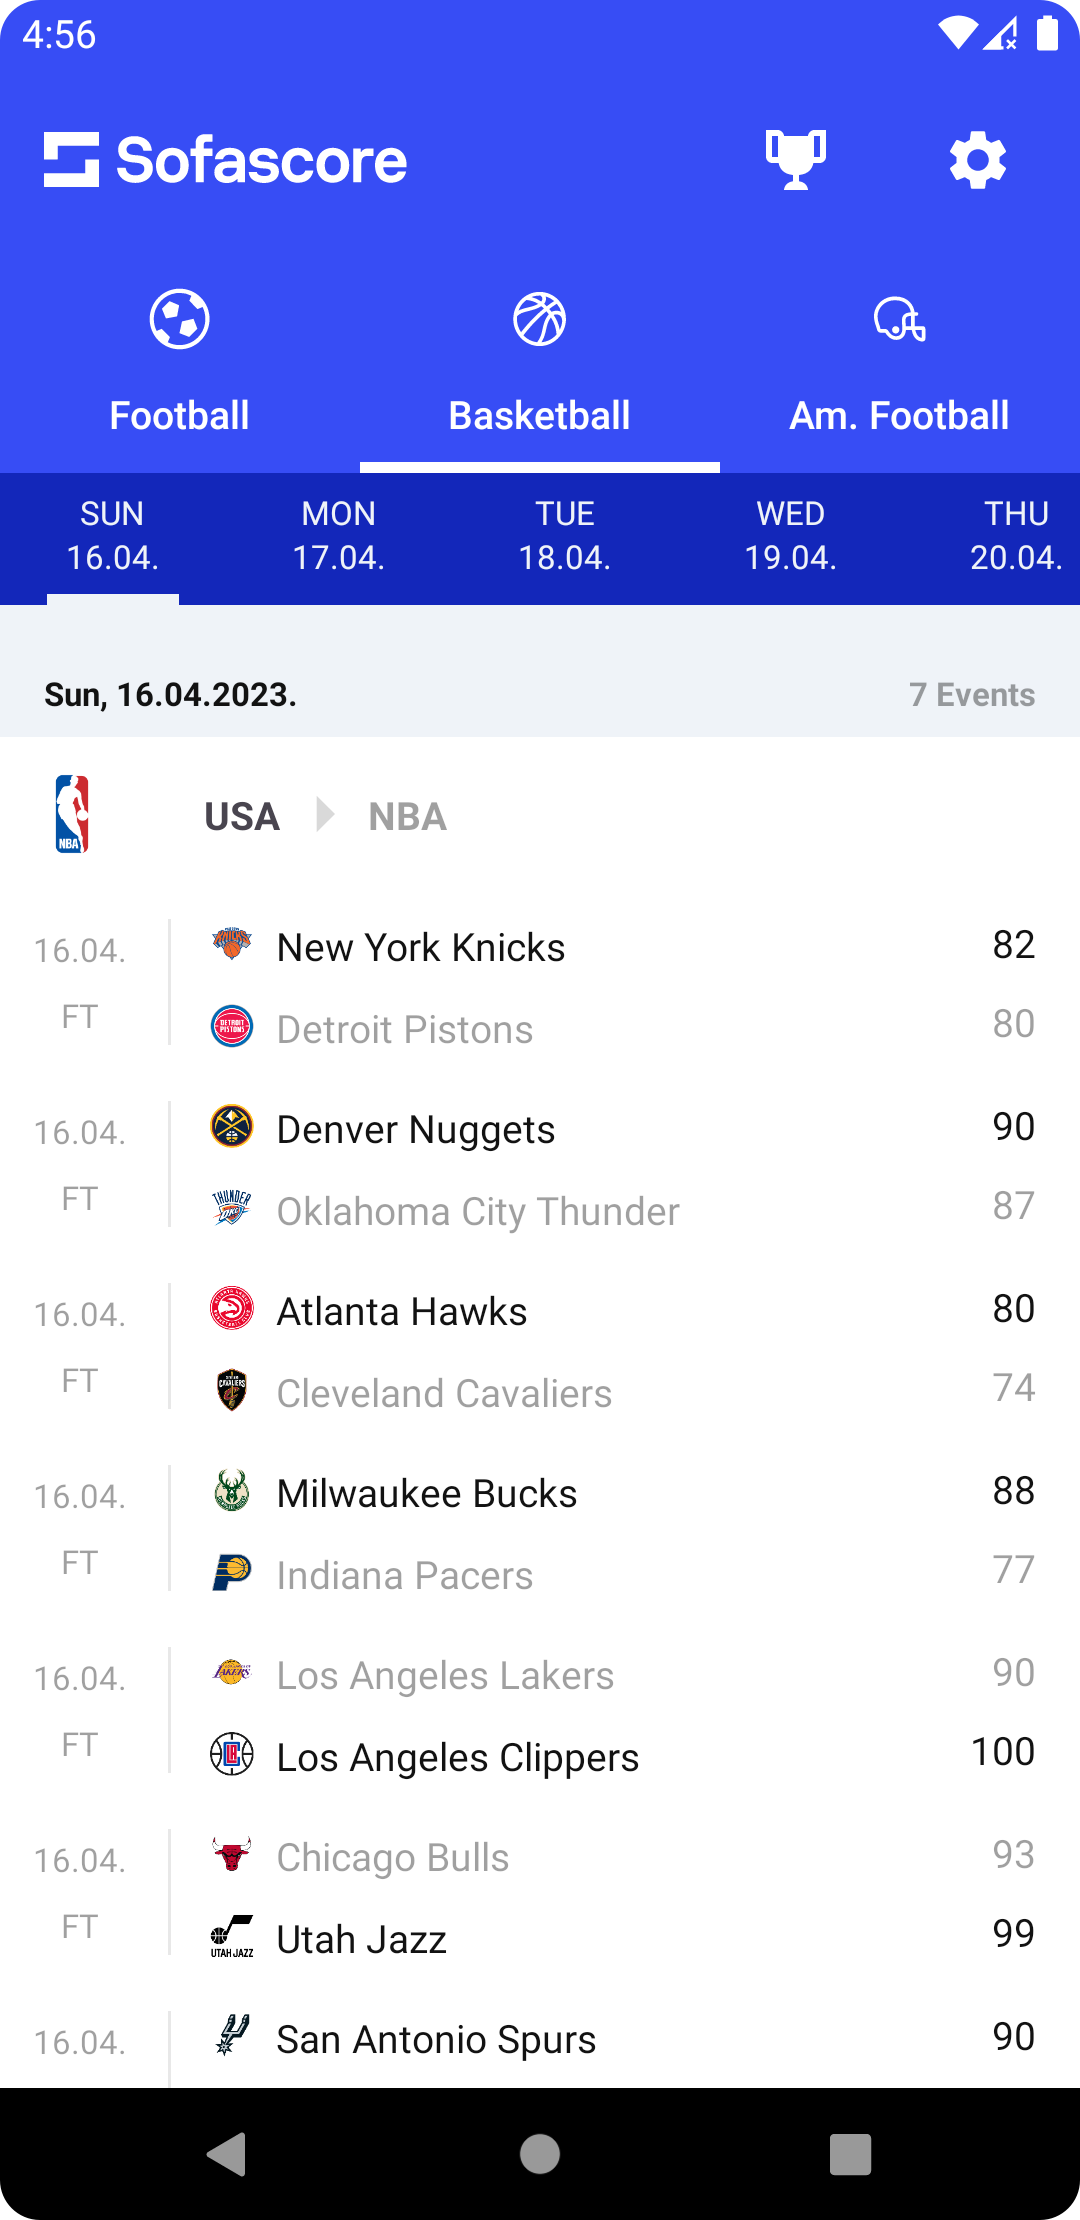 4:56
Sofascore
Football Basketball Am. Football
SUN MON TUE WED THU
16.04. 17.04. 18.04. 19.04. 20.04.
Sun, 16.04.2023. 7 Events
NBA USA NBA
16.04. New York Knicks 82
FT Detroit Pistons 80
16.04. Denver Nuggets 90
FT Oklahoma City Thunder 87
16.04. Atlanta Hawks 80
FT Cleveland Cavaliers 74
16.04. Milwaukee Bucks 88
FT Indiana Pacers 77
16.04. Los Angeles Lakers 90
FT Los Angeles Clippers 100
16.04. Chicago Bulls 93
FT UTAH JAZZ Utah Jazz 99
16.04. San Antonio Spurs 90